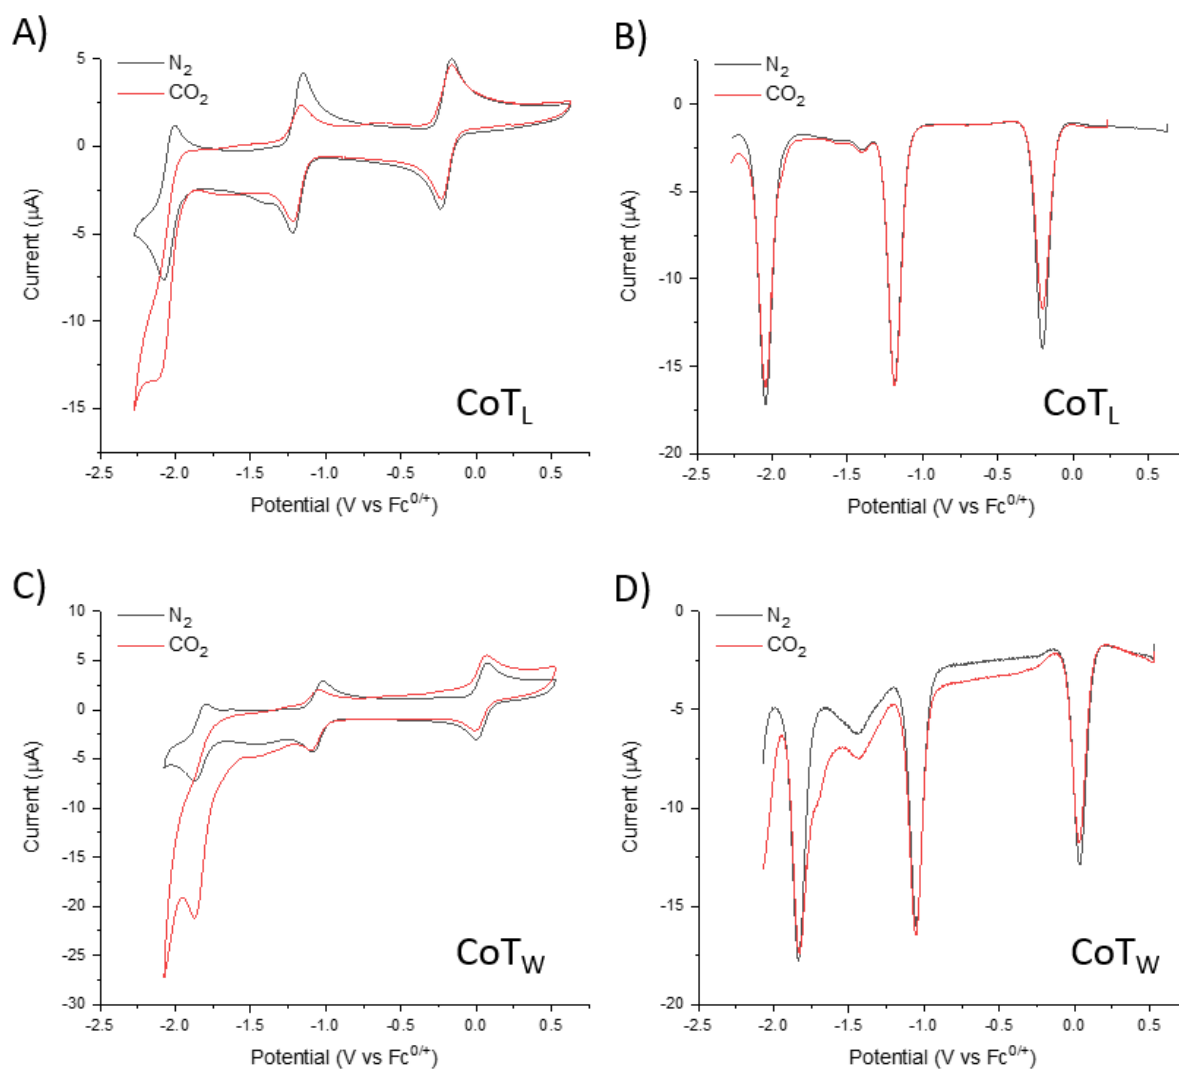 A)
N2
CO2
5
0
-5
-10
-15
Current (µA)
-2.5 -2.0 -1.5 -1.0 -0.5 0.0 0.5
Potential (V vs Fc0/+)
CoTL
B)
N2
CO2
0
-5
-10
-15
-20
Current (µA)
-2.5 -2.0 -1.5 -1.0 -0.5 0.0 0.5
Potential (V vs Fc0/+)
CoTL
C)
N2
CO2
10
5
0
-5
-10
-15
-20
-25
-30
Current (µA)
-2.5 -2.0 -1.5 -1.0 -0.5 0.0 0.5
Potential (V vs Fc0/+)
CoTW
D)
N2
CO2
0
-5
-10
-15
-20
Current (µA)
-2.5 -2.0 -1.5 -1.0 -0.5 0.0 0.5
Potential (V vs Fc0/+)
CoTW